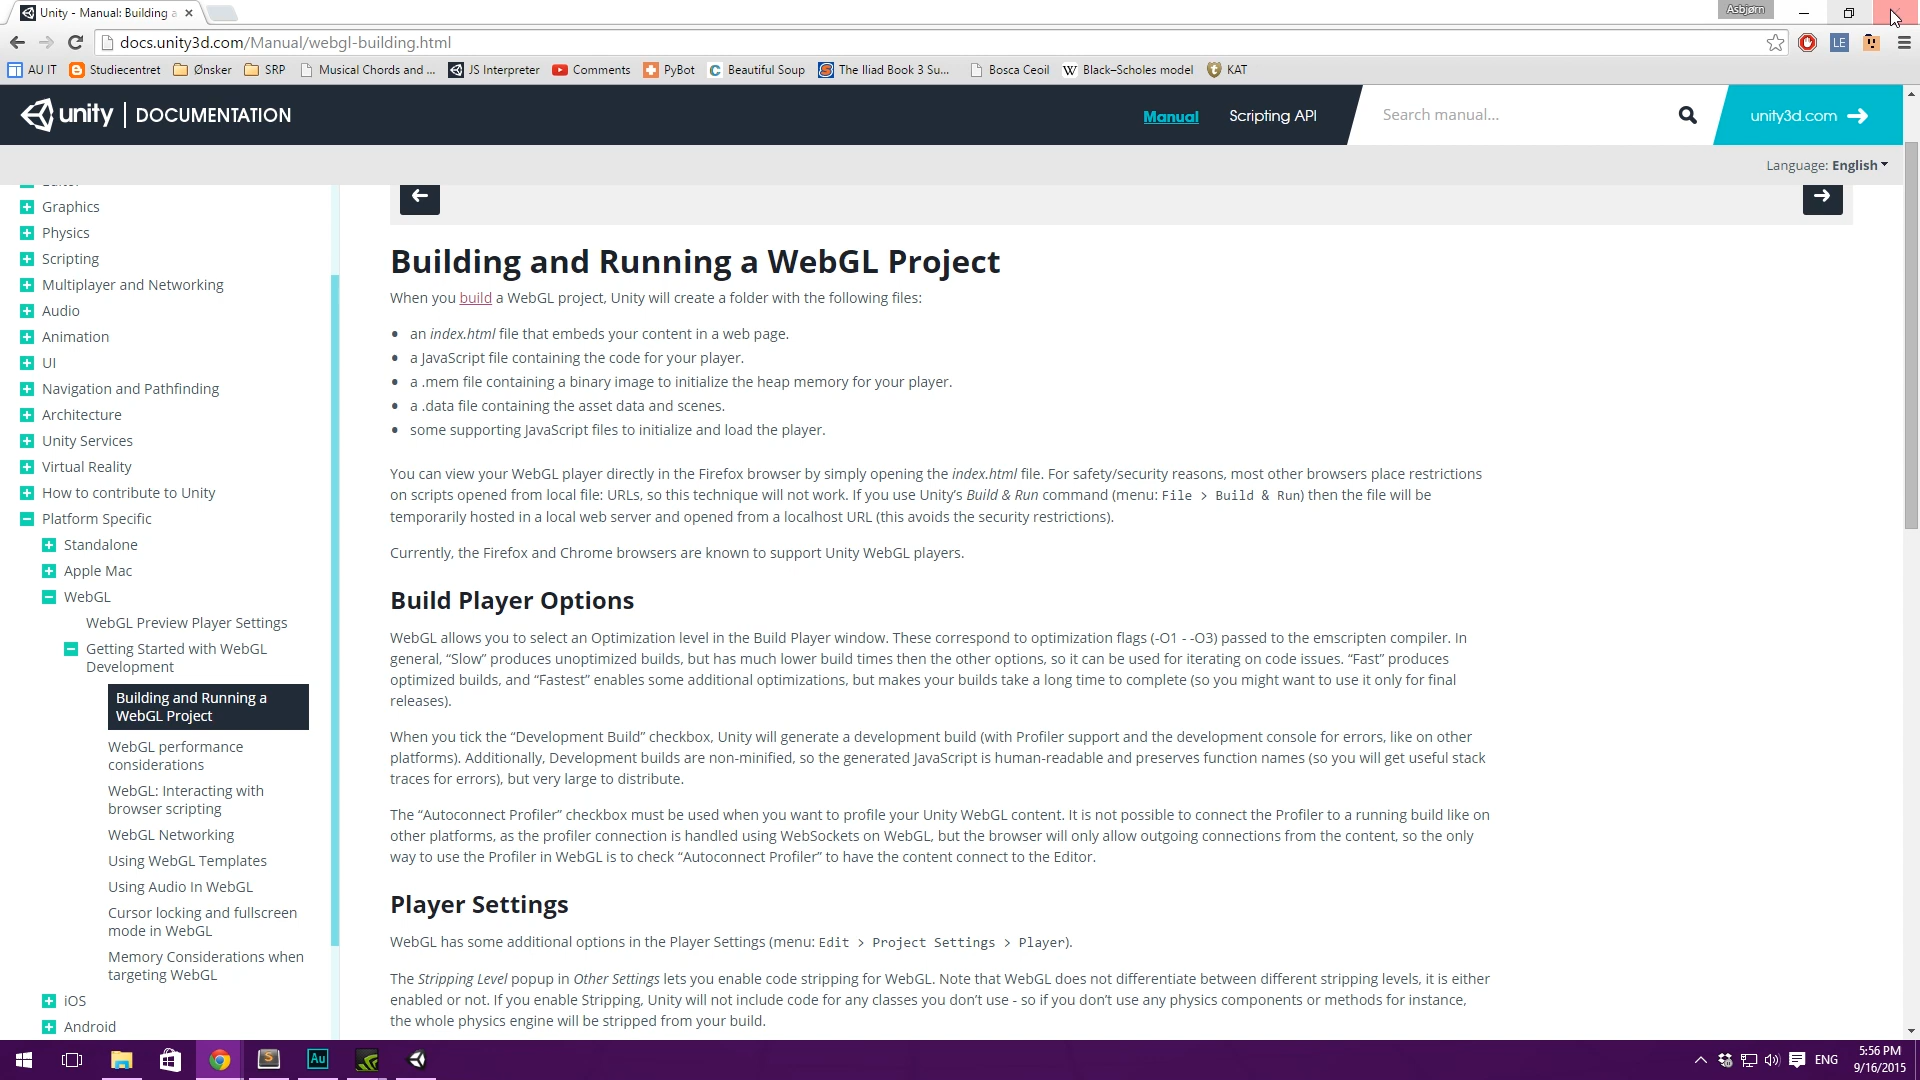 Unity - Manual: Building a
Asbjørn
docs.unity3d.com/Manual/webgl-building.html
LE
AU IT Studiecentret Ønsker SRP Musical Chords and ... JS Interpreter Comments PyBot Beautiful Soup The Iliad Book 3 Su... Bosca Ceoil Black–Scholes model KAT
unity | DOCUMENTATION
Manual Scripting API Search manual... unity3d.com
Language: English
Graphics
Physics
Scripting
Multiplayer and Networking
Audio
Animation
UI
Navigation and Pathfinding
Architecture
Unity Services
Virtual Reality
How to contribute to Unity
Platform Specific
Standalone
Apple Mac
WebGL
WebGL Preview Player Settings
Getting Started with WebGL
Development
Building and Running a
WebGL Project
WebGL performance
considerations
WebGL: Interacting with
browser scripting
WebGL Networking
Using WebGL Templates
Using Audio In WebGL
Cursor locking and fullscreen
mode in WebGL
Memory Considerations when
targeting WebGL
iOS
Android
Building and Running a WebGL Project
When you build a WebGL project, Unity will create a folder with the following files:
• an index.html file that embeds your content in a web page.
• a JavaScript file containing the code for your player.
• a .mem file containing a binary image to initialize the heap memory for your player.
• a .data file containing the asset data and scenes.
• some supporting JavaScript files to initialize and load the player.
You can view your WebGL player directly in the Firefox browser by simply opening the index.html file. For safety/security reasons, most other browsers place restrictions
on scripts opened from local file: URLs, so this technique will not work. If you use Unity’s Build & Run command (menu: File > Build & Run) then the file will be
temporarily hosted in a local web server and opened from a localhost URL (this avoids the security restrictions).
Currently, the Firefox and Chrome browsers are known to support Unity WebGL players.
Build Player Options
WebGL allows you to select an Optimization level in the Build Player window. These correspond to optimization flags (-O1 - -O3) passed to the emscripten compiler. In
general, “Slow” produces unoptimized builds, but has much lower build times then the other options, so it can be used for iterating on code issues. “Fast” produces
optimized builds, and “Fastest” enables some additional optimizations, but makes your builds take a long time to complete (so you might want to use it only for final
releases).
When you tick the “Development Build” checkbox, Unity will generate a development build (with Profiler support and the development console for errors, like on other
platforms). Additionally, Development builds are non-minified, so the generated JavaScript is human-readable and preserves function names (so you will get useful stack
traces for errors), but very large to distribute.
The “Autoconnect Profiler” checkbox must be used when you want to profile your Unity WebGL content. It is not possible to connect the Profiler to a running build like on
other platforms, as the profiler connection is handled using WebSockets on WebGL, but the browser will only allow outgoing connections from the content, so the only
way to use the Profiler in WebGL is to check “Autoconnect Profiler” to have the content connect to the Editor.
Player Settings
WebGL has some additional options in the Player Settings (menu: Edit > Project Settings > Player).
The Stripping Level popup in Other Settings lets you enable code stripping for WebGL. Note that WebGL does not differentiate between different stripping levels, it is either
enabled or not. If you enable Stripping, Unity will not include code for any classes you don’t use - so if you don’t use any physics components or methods for instance,
the whole physics engine will be stripped from your build.
Au
ENG
5:56 PM
9/16/2015